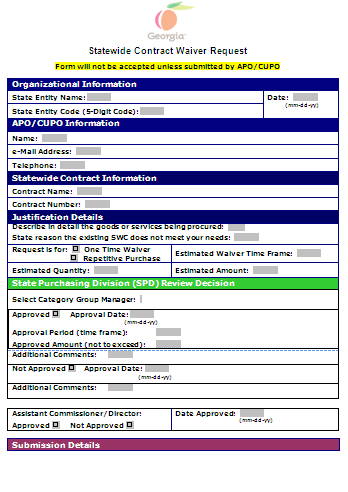 Georgia
Statewide Contract Waiver Request
Form will not be accepted unless submitted by APO/CUPO
Organizational Information
State Entity Name:
Date:
(mm-dd-yy)
State Entity Code (5-Digit Code):
APO/CUPO Information
Name:
e-Mail Address:
Telephone:
Statewide Contract Information
Contract Name:
Contract Number:
Justification Details
Describe in detail the goods or services being procured:
State reason the existing SWC does not meet your needs:
Request is for: One Time Waiver
Repetitive Purchase
Estimated Waiver Time Frame:
Estimated Quantity:
Estimated Amount:
State Purchasing Division (SPD) Review Decision
Select Category Group Manager:
Approved Approval Date:
(mm-dd-yy)
Approval Period (time frame):
Approved Amount (not to exceed):
Additional Comments:
Not Approved Approval Date:
(mm-dd-yy)
Additional Comments:
Assistant Commissioner/Director:
Approved Not Approved
Date Approved:
(mm-dd-yy)
Submission Details